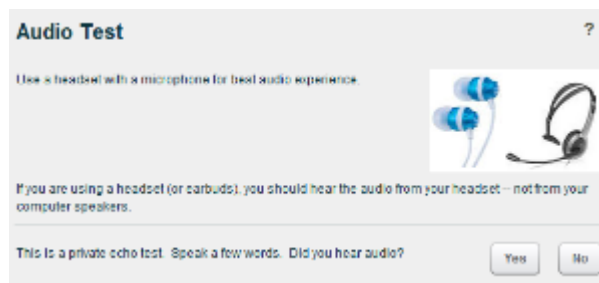 Audio Test
?
Use a headset with a microphone for best audio experience.
If you are using a headset (or earbuds), you should hear the audio from your headset – not from your
computer speakers.
This is a private echo test. Speak a few words. Did you hear audio?
Yes
No